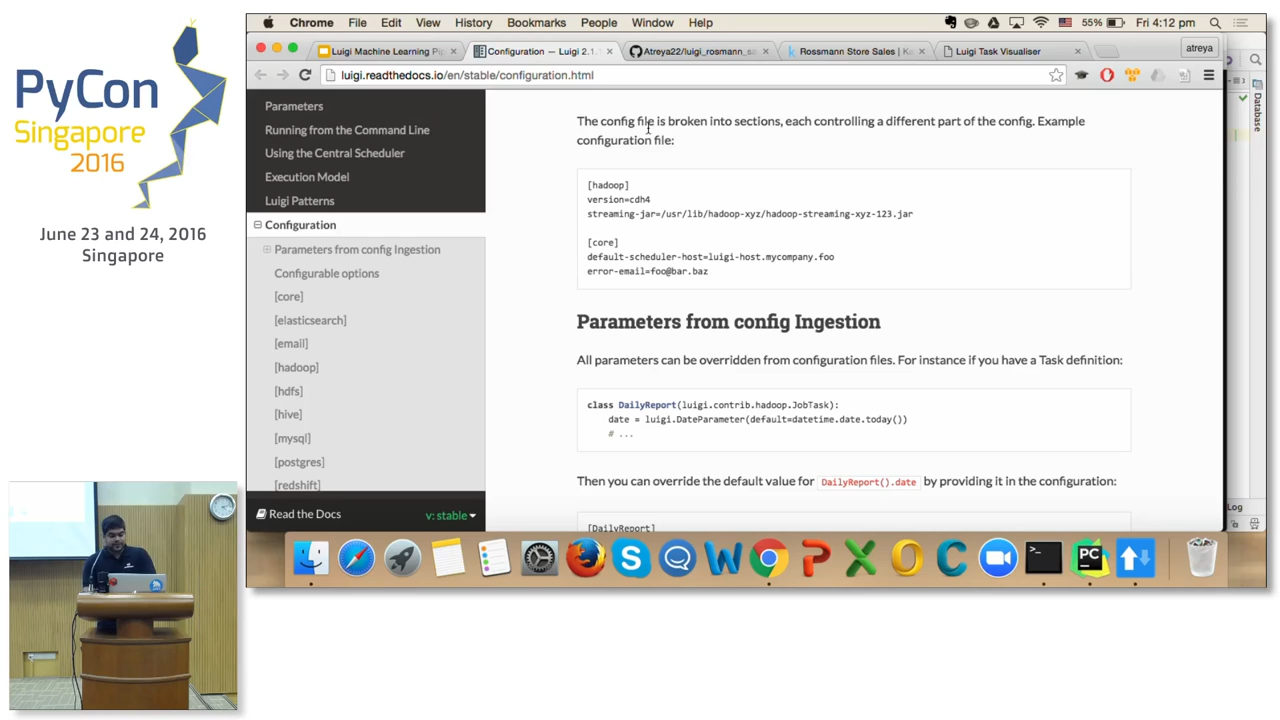 PyCon
Singapore
2016
June 23 and 24, 2016
Singapore
Chrome File Edit View History Bookmarks People Window Help
55% Fri 4:12 pm
Luigi Machine Learning Pi
Configuration — Luigi 2.1.
Atreya22/luigi_rosmann_sa
Rossmann Store Sales | Ka
Luigi Task Visualiser
atreya
luigi.readthedocs.io/en/stable/configuration.html
Parameters
Running from the Command Line
Using the Central Scheduler
Execution Model
Luigi Patterns
Configuration
Parameters from config Ingestion
Configurable options
[core]
[elasticsearch]
[email]
[hadoop]
[hdfs]
[hive]
[mysql]
[postgres]
[redshift]
Read the Docs
v: stable
The config file is broken into sections, each controlling a different part of the config. Example
configuration file:
[hadoop]
version=cdh4
streaming-jar=/usr/lib/hadoop-xyz/hadoop-streaming-xyz-123.jar
[core]
default-scheduler-host=luigi-host.mycompany.foo
error-email=foo@bar.baz
Parameters from config Ingestion
All parameters can be overridden from configuration files. For instance if you have a Task definition:
class DailyReport(luigi.contrib.hadoop.JobTask):
date = luigi.DateParameter(default=datetime.date.today())
# ...
Then you can override the default value for DailyReport().date by providing it in the configuration:
[DailyReport]
Database
Log
PC